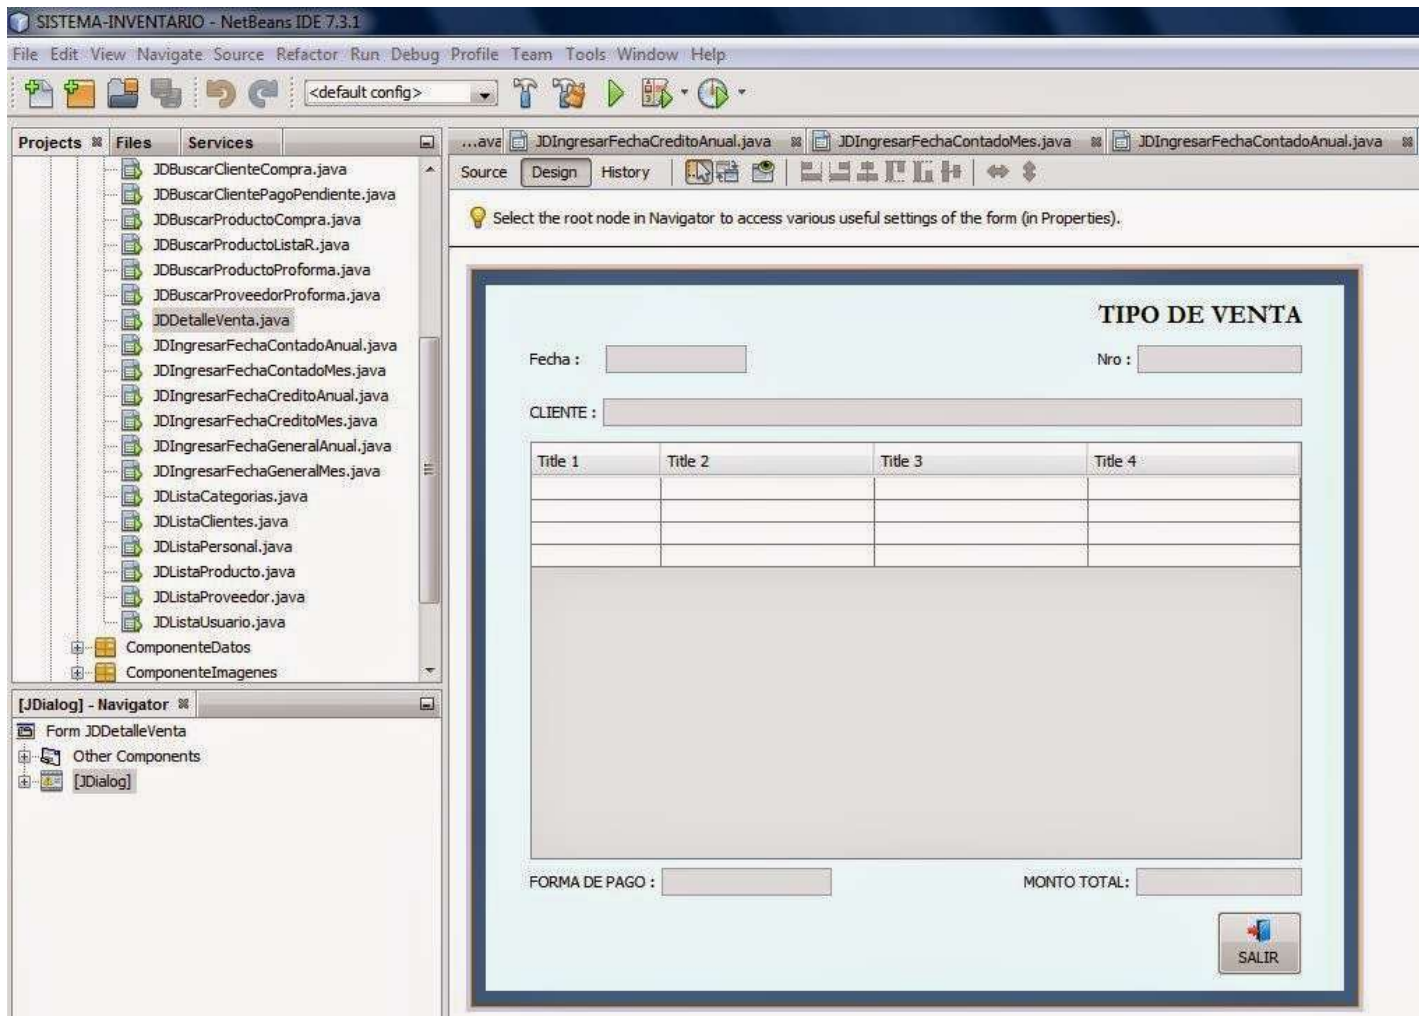 SISTEMA-INVENTARIO - NetBeans IDE 7.3.1
File Edit View Navigate Source Refactor Run Debug Profile Team Tools Window Help
<default config>
Projects Files Services
JDBuscarClienteCompra.java
JDBuscarClientePagoPendiente.java
JDBuscarProductoCompra.java
JDBuscarProductoListaR.java
JDBuscarProductoProforma.java
JDBuscarProveedorProforma.java
JDDetalleVenta.java
JDIngresarFechaContadoAnual.java
JDIngresarFechaContadoMes.java
JDIngresarFechaCreditoAnual.java
JDIngresarFechaCreditoMes.java
JDIngresarFechaGeneralAnual.java
JDIngresarFechaGeneralMes.java
JDListaCategorias.java
JDListaClientes.java
JDListaPersonal.java
JDListaProducto.java
JDListaProveedor.java
JDListaUsuario.java
ComponenteDatos
ComponenteImagenes
[JDialog] - Navigator
Form JDDetalleVenta
Other Components
[JDialog]
...ava JDIngresarFechaCreditoAnual.java JDIngresarFechaContadoMes.java JDIngresarFechaContadoAnual.java
Source Design History
Select the root node in Navigator to access various useful settings of the form (in Properties).
TIPO DE VENTA
Fecha : Nro :
CLIENTE :
Title 1 Title 2 Title 3 Title 4
FORMA DE PAGO : MONTO TOTAL:
SALIR